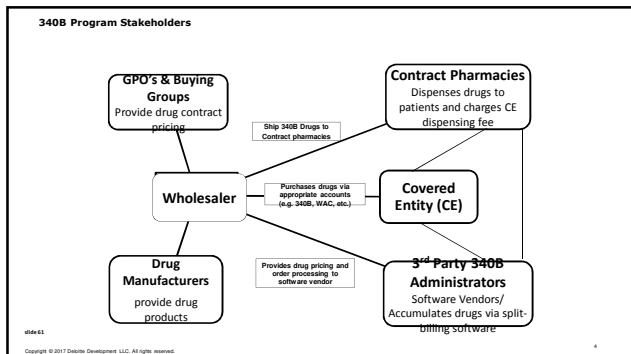 340B Program Stakeholders
GPO's & Buying
Groups
Provide drug contract
pricing
Contract Pharmacies
Dispenses drugs to
patients and charges CE
dispensing fee
Ship 340B Drugs to
Contract pharmacies
Wholesaler
Purchases drugs via
appropriate accounts
(e.g. 340B, WAC, etc.)
Covered
Entity (CE)
Drug
Manufacturers
provide drug
products
Provides drug pricing and
order processing to
software vendor
3rd Party 340B
Administrators
Software Vendors/
Accumulates drugs via split-
billing software
slide 61
Copyright © 2017 Deloitte Development LLC. All rights reserved.
4